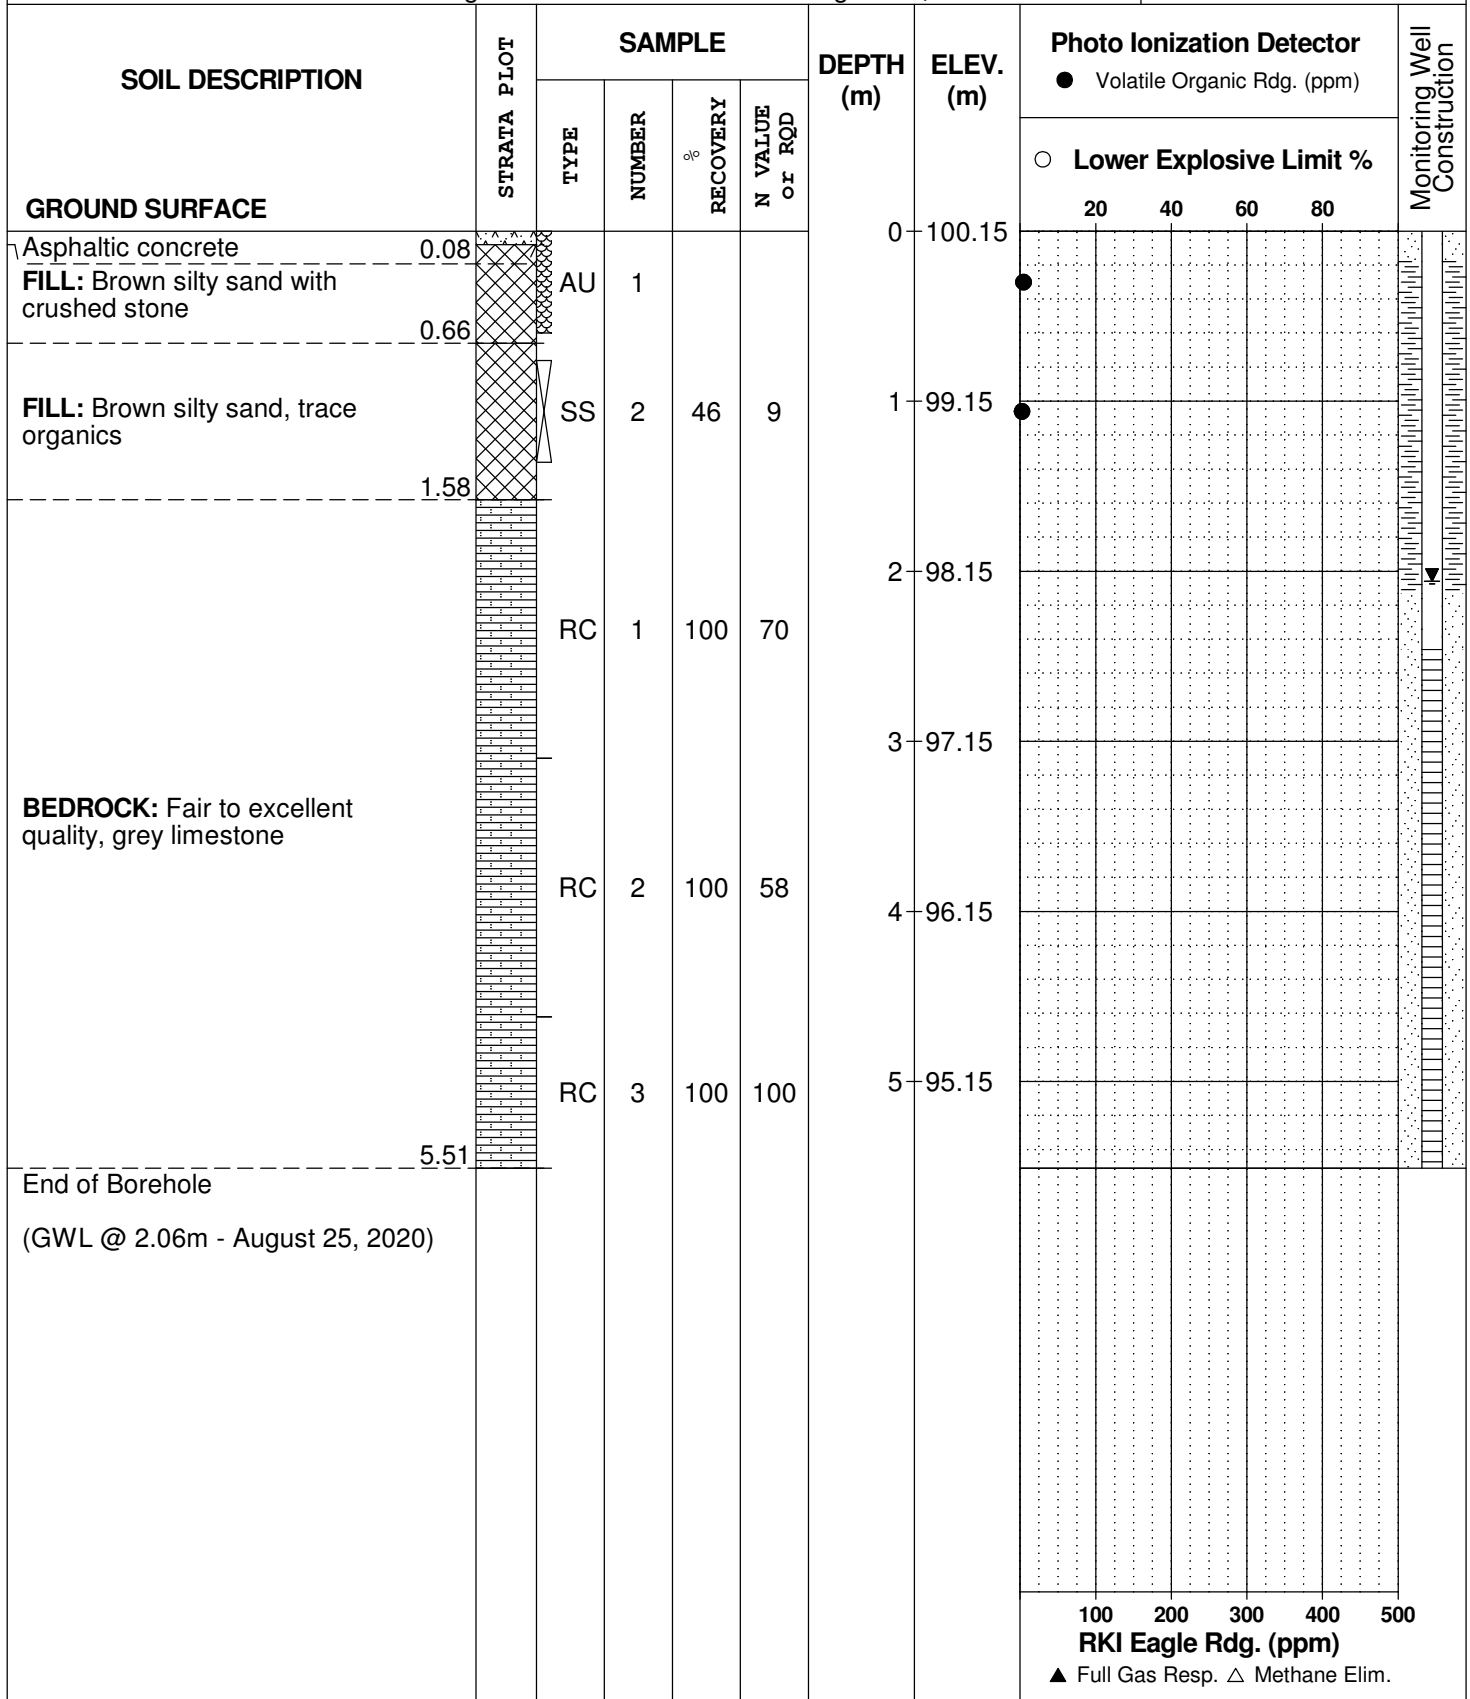 SOIL DESCRIPTION
GROUND SURFACE
STRATA PLOT
SAMPLE
TYPE
NUMBER
% RECOVERY
N VALUE or RQD
DEPTH
(m)
ELEV.
(m)
Photo Ionization Detector
● Volatile Organic Rdg. (ppm)
○ Lower Explosive Limit %
20 40 60 80
Monitoring Well
Construction
0 100.15
Asphaltic concrete 0.08
FILL: Brown silty sand with
crushed stone
0.66
AU 1
FILL: Brown silty sand, trace
organics
1.58
SS 2 46 9
1 99.15
2 98.15
RC 1 100 70
3 97.15
BEDROCK: Fair to excellent
quality, grey limestone
RC 2 100 58
4 96.15
RC 3 100 100
5 95.15
5.51
End of Borehole
(GWL @ 2.06m - August 25, 2020)
100 200 300 400 500
RKI Eagle Rdg. (ppm)
▲ Full Gas Resp. △ Methane Elim.